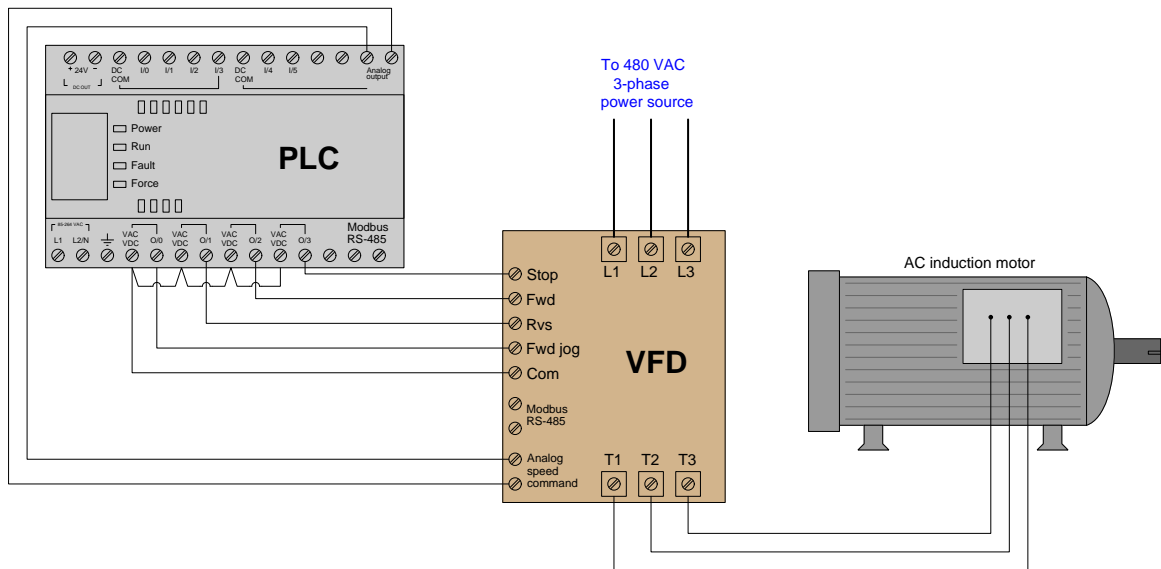 + 24V -
DC OUT
DC COM
I/0
I/1
I/2
I/3
DC COM
I/4
I/5
Analog output
Power
Run
Fault
Force
PLC
85-264 VAC
L1
L2/N
VAC VDC
O/0
VAC VDC
O/1
VAC VDC
O/2
VAC VDC
O/3
Modbus
RS-485
To 480 VAC
3-phase
power source
L1
L2
L3
Stop
Fwd
Rvs
Fwd jog
Com
VFD
Modbus
RS-485
Analog
speed
command
T1
T2
T3
AC induction motor